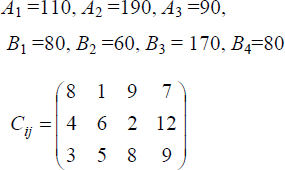 A₁ =110, A₂ =190, A₃ =90,
B₁ =80, B₂ =60, B₃ = 170, B₄=80
8 1 9 7
C_ij = 4 6 2 12
3 5 8 9